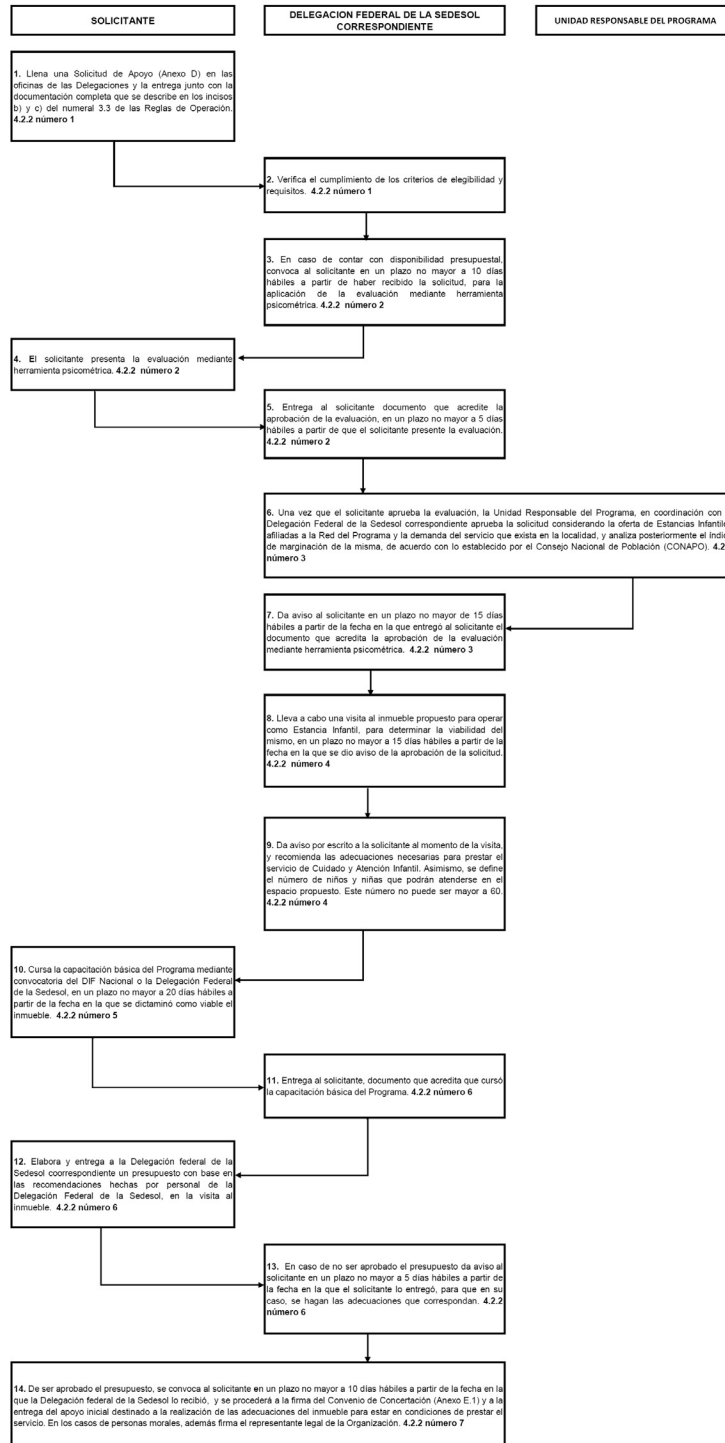 SOLICITANTE
DELEGACION FEDERAL DE LA SEDESOL
CORRESPONDIENTE
UNIDAD RESPONSABLE DEL PROGRAMA
1. Llena una Solicitud de Apoyo (Anexo D) en las
oficinas de las Delegaciones y la entrega junto con la
documentación completa que se describe en los incisos
b) y c) del numeral 3.3 de las Reglas de Operación.
4.2.2 número 1
2. Verifica el cumplimiento de los criterios de elegibilidad y
requisitos. 4.2.2 número 1
3. En caso de contar con disponibilidad presupuestal,
convoca al solicitante en un plazo no mayor a 10 días
hábiles a partir de haber recibido la solicitud, para la
aplicación de la evaluación mediante herramienta
psicométrica. 4.2.2 número 2
4. El solicitante presenta la evaluación mediante
herramienta psicométrica. 4.2.2 número 2
5. Entrega al solicitante documento que acredite la
aprobación de la evaluación, en un plazo no mayor a 5 días
hábiles a partir de que el solicitante presente la evaluación.
4.2.2 número 2
6. Una vez que el solicitante aprueba la evaluación, la Unidad Responsable del Programa, en coordinación con
Delegación Federal de la Sedesol correspondiente aprueba la solicitud considerando la oferta de Estancias Infantile
afiliadas a la Red del Programa y la demanda del servicio que exista en la localidad, y analiza posteriormente el índi
de marginación de la misma, de acuerdo con lo establecido por el Consejo Nacional de Población (CONAPO). 4.2
número 3
7. Da aviso al solicitante en un plazo no mayor de 15 días
hábiles a partir de la fecha en la que entregó al solicitante el
documento que acredita la aprobación de la evaluación
mediante herramienta psicométrica. 4.2.2 número 3
8. Lleva a cabo una visita al inmueble propuesto para operar
como Estancia Infantil, para determinar la viabilidad del
mismo, en un plazo no mayor a 15 días hábiles a partir de la
fecha en la que se dio aviso de la aprobación de la solicitud.
4.2.2 número 4
9. Da aviso por escrito a la solicitante al momento de la visita,
y recomienda las adecuaciones necesarias para prestar el
servicio de Cuidado y Atención Infantil. Asimismo, se define
el número de niños y niñas que podrán atenderse en el
espacio propuesto. Este número no puede ser mayor a 60.
4.2.2 número 4
10. Cursa la capacitación básica del Programa mediante
convocatoria del DIF Nacional o la Delegación Federal
de la Sedesol, en un plazo no mayor a 20 días hábiles a
partir de la fecha en la que se dictaminó como viable el
inmueble. 4.2.2 número 5
11. Entrega al solicitante, documento que acredita que cursó
la capacitación básica del Programa. 4.2.2 número 6
12. Elabora y entrega a la Delegación federal de la
Sedesol coorrespondiente un presupuesto con base en
las recomendaciones hechas por personal de la
Delegación Federal de la Sedesol, en la visita al
inmueble. 4.2.2 número 6
13. En caso de no ser aprobado el presupuesto da aviso al
solicitante en un plazo no mayor a 5 días hábiles a partir de
la fecha en la que el solicitante lo entregó, para que en su
caso, se hagan las adecuaciones que correspondan. 4.2.2
número 6
14. De ser aprobado el presupuesto, se convoca al solicitante en un plazo no mayor a 10 días hábiles a partir de la fecha en la
que la Delegación federal de la Sedesol lo recibió, y se procederá a la firma del Convenio de Concertación (Anexo E.1) y a la
entrega del apoyo inicial destinado a la realización de las adecuaciones del inmueble para estar en condiciones de prestar el
servicio. En los casos de personas morales, además firma el representante legal de la Organización. 4.2.2 número 7